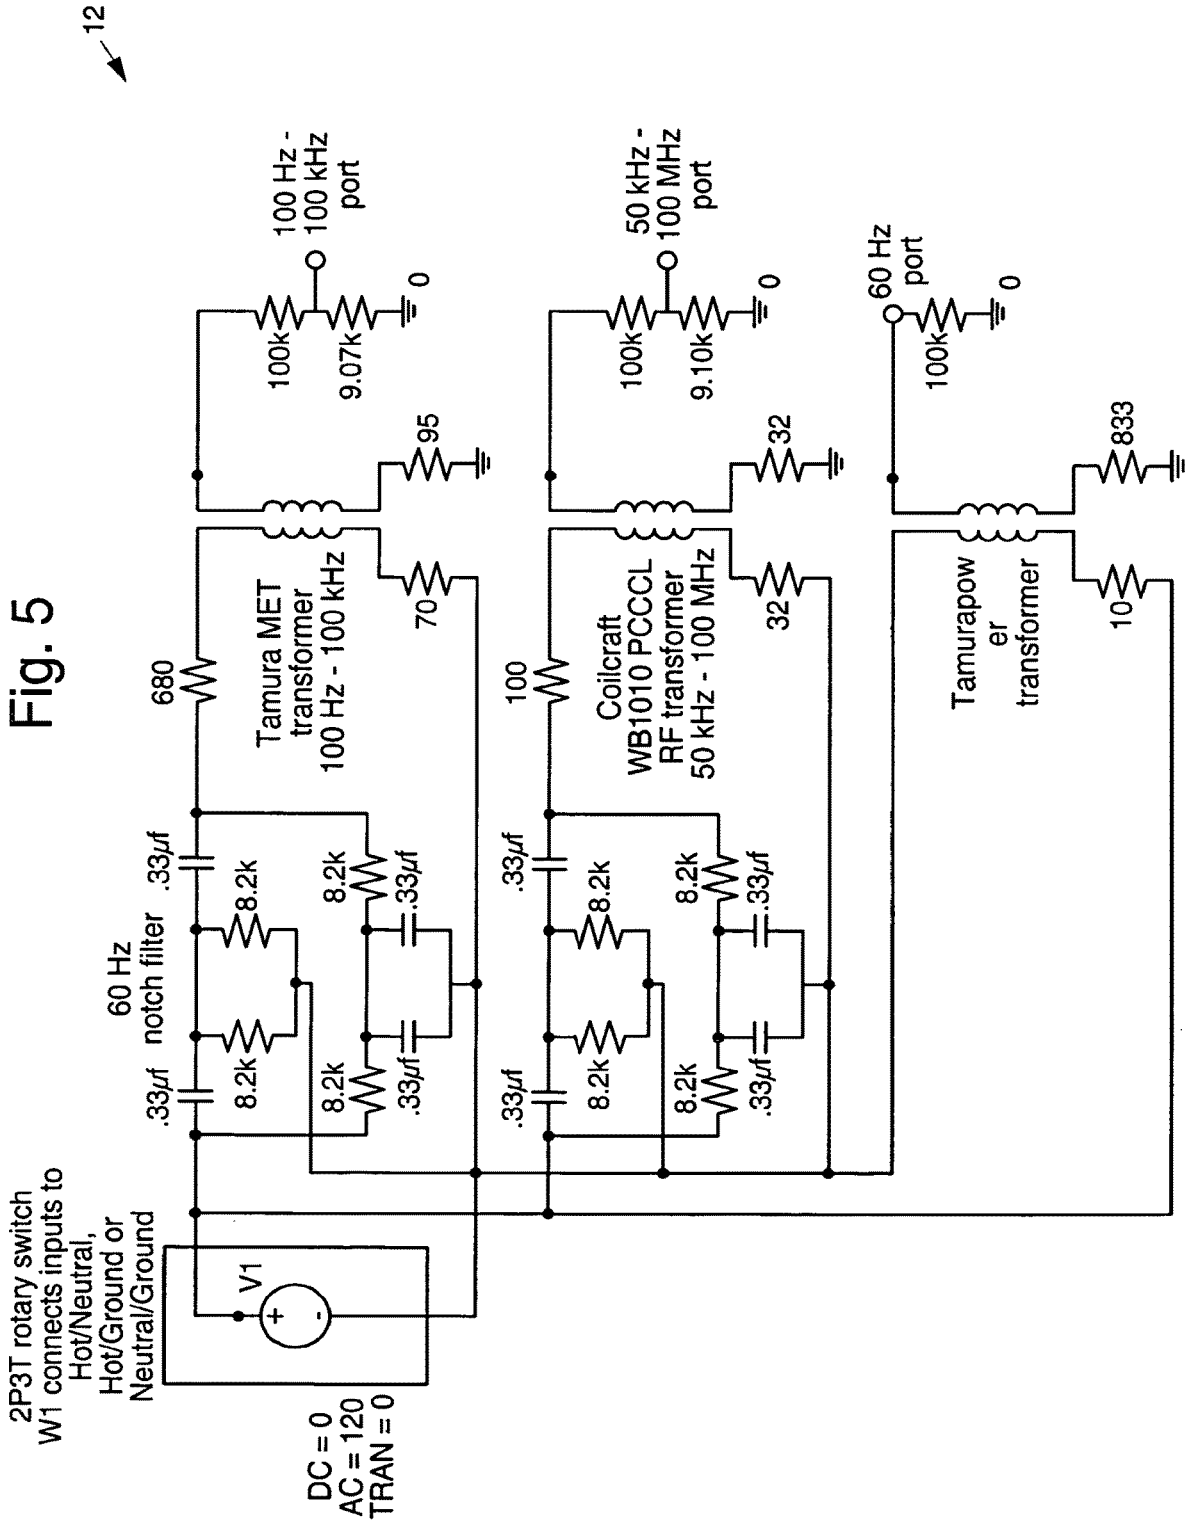 Fig. 5
12
2P3T rotary switch
W1 connects inputs to
Hot/Neutral,
Hot/Ground or
Neutral/Ground
V1
+
-
DC = 0
AC = 120
TRAN = 0
60 Hz
notch filter
.33µf
.33µf
8.2k
8.2k
8.2k
8.2k
.33µf
.33µf
680
Tamura MET
transformer
100 Hz - 100 kHz
70
95
100k
9.07k
0
100 Hz -
100 kHz
port
.33µf
.33µf
8.2k
8.2k
8.2k
8.2k
.33µf
.33µf
100
Coilcraft
WB1010 PCCCL
RF transformer
50 kHz - 100 MHz
32
32
100k
9.10k
0
50 kHz -
100 MHz
port
Tamurapow
er
transformer
10
833
60 Hz
port
100k
0